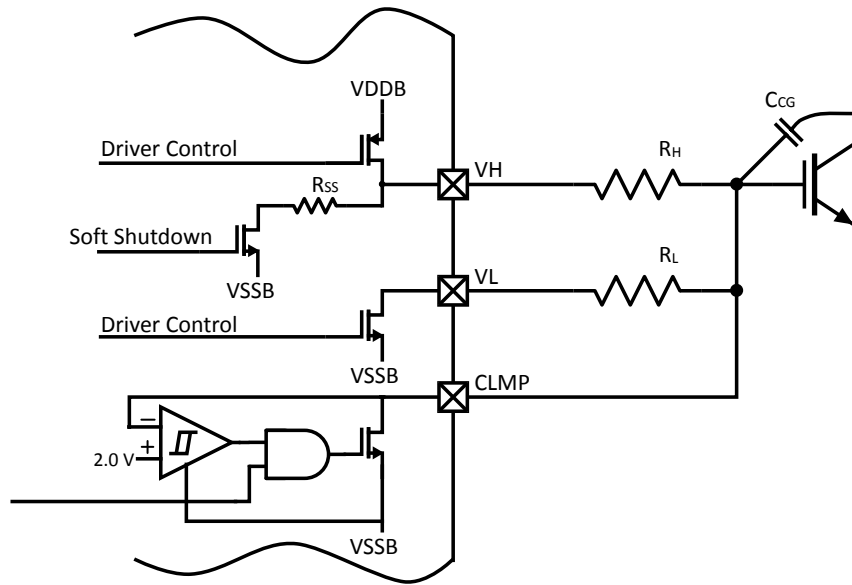 CCG
VDDB
Driver Control
RH
VH
RSS
Soft Shutdown
RL
VL
VSSB
Driver Control
VSSB
CLMP
−
+
2.0 V
VSSB